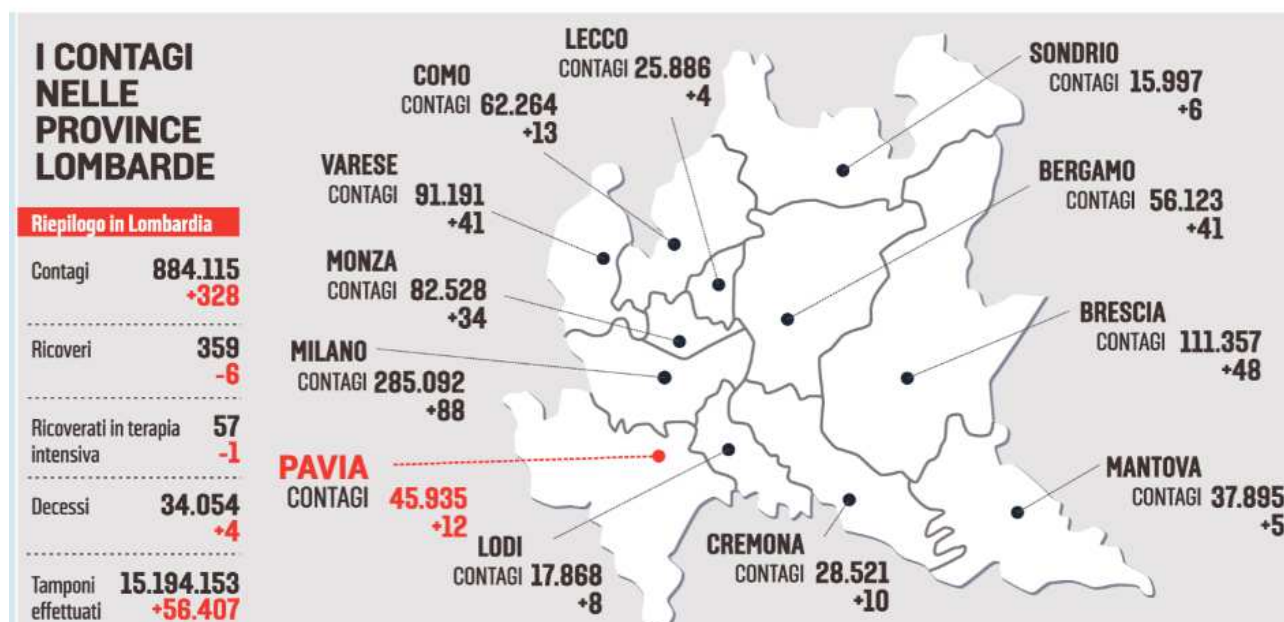 I CONTAGI
NELLE
PROVINCE
LOMBARDE
Riepilogo in Lombardia
Contagi 884.115
+328
Ricoveri 359
-6
Ricoverati in terapia intensiva 57
-1
Decessi 34.054
+4
Tamponi effettuati 15.194.153
+56.407
LECCO
CONTAGI 25.886
+4
SONDRIO
CONTAGI 15.997
+6
COMO
CONTAGI 62.264
+13
VARESE
CONTAGI 91.191
+41
BERGAMO
CONTAGI 56.123
+41
MONZA
CONTAGI 82.528
+34
BRESCIA
CONTAGI 111.357
+48
MILANO
CONTAGI 285.092
+88
PAVIA
CONTAGI 45.935
+12
MANTOVA
CONTAGI 37.895
+5
LODI
CONTAGI 17.868
+8
CREMONA
CONTAGI 28.521
+10